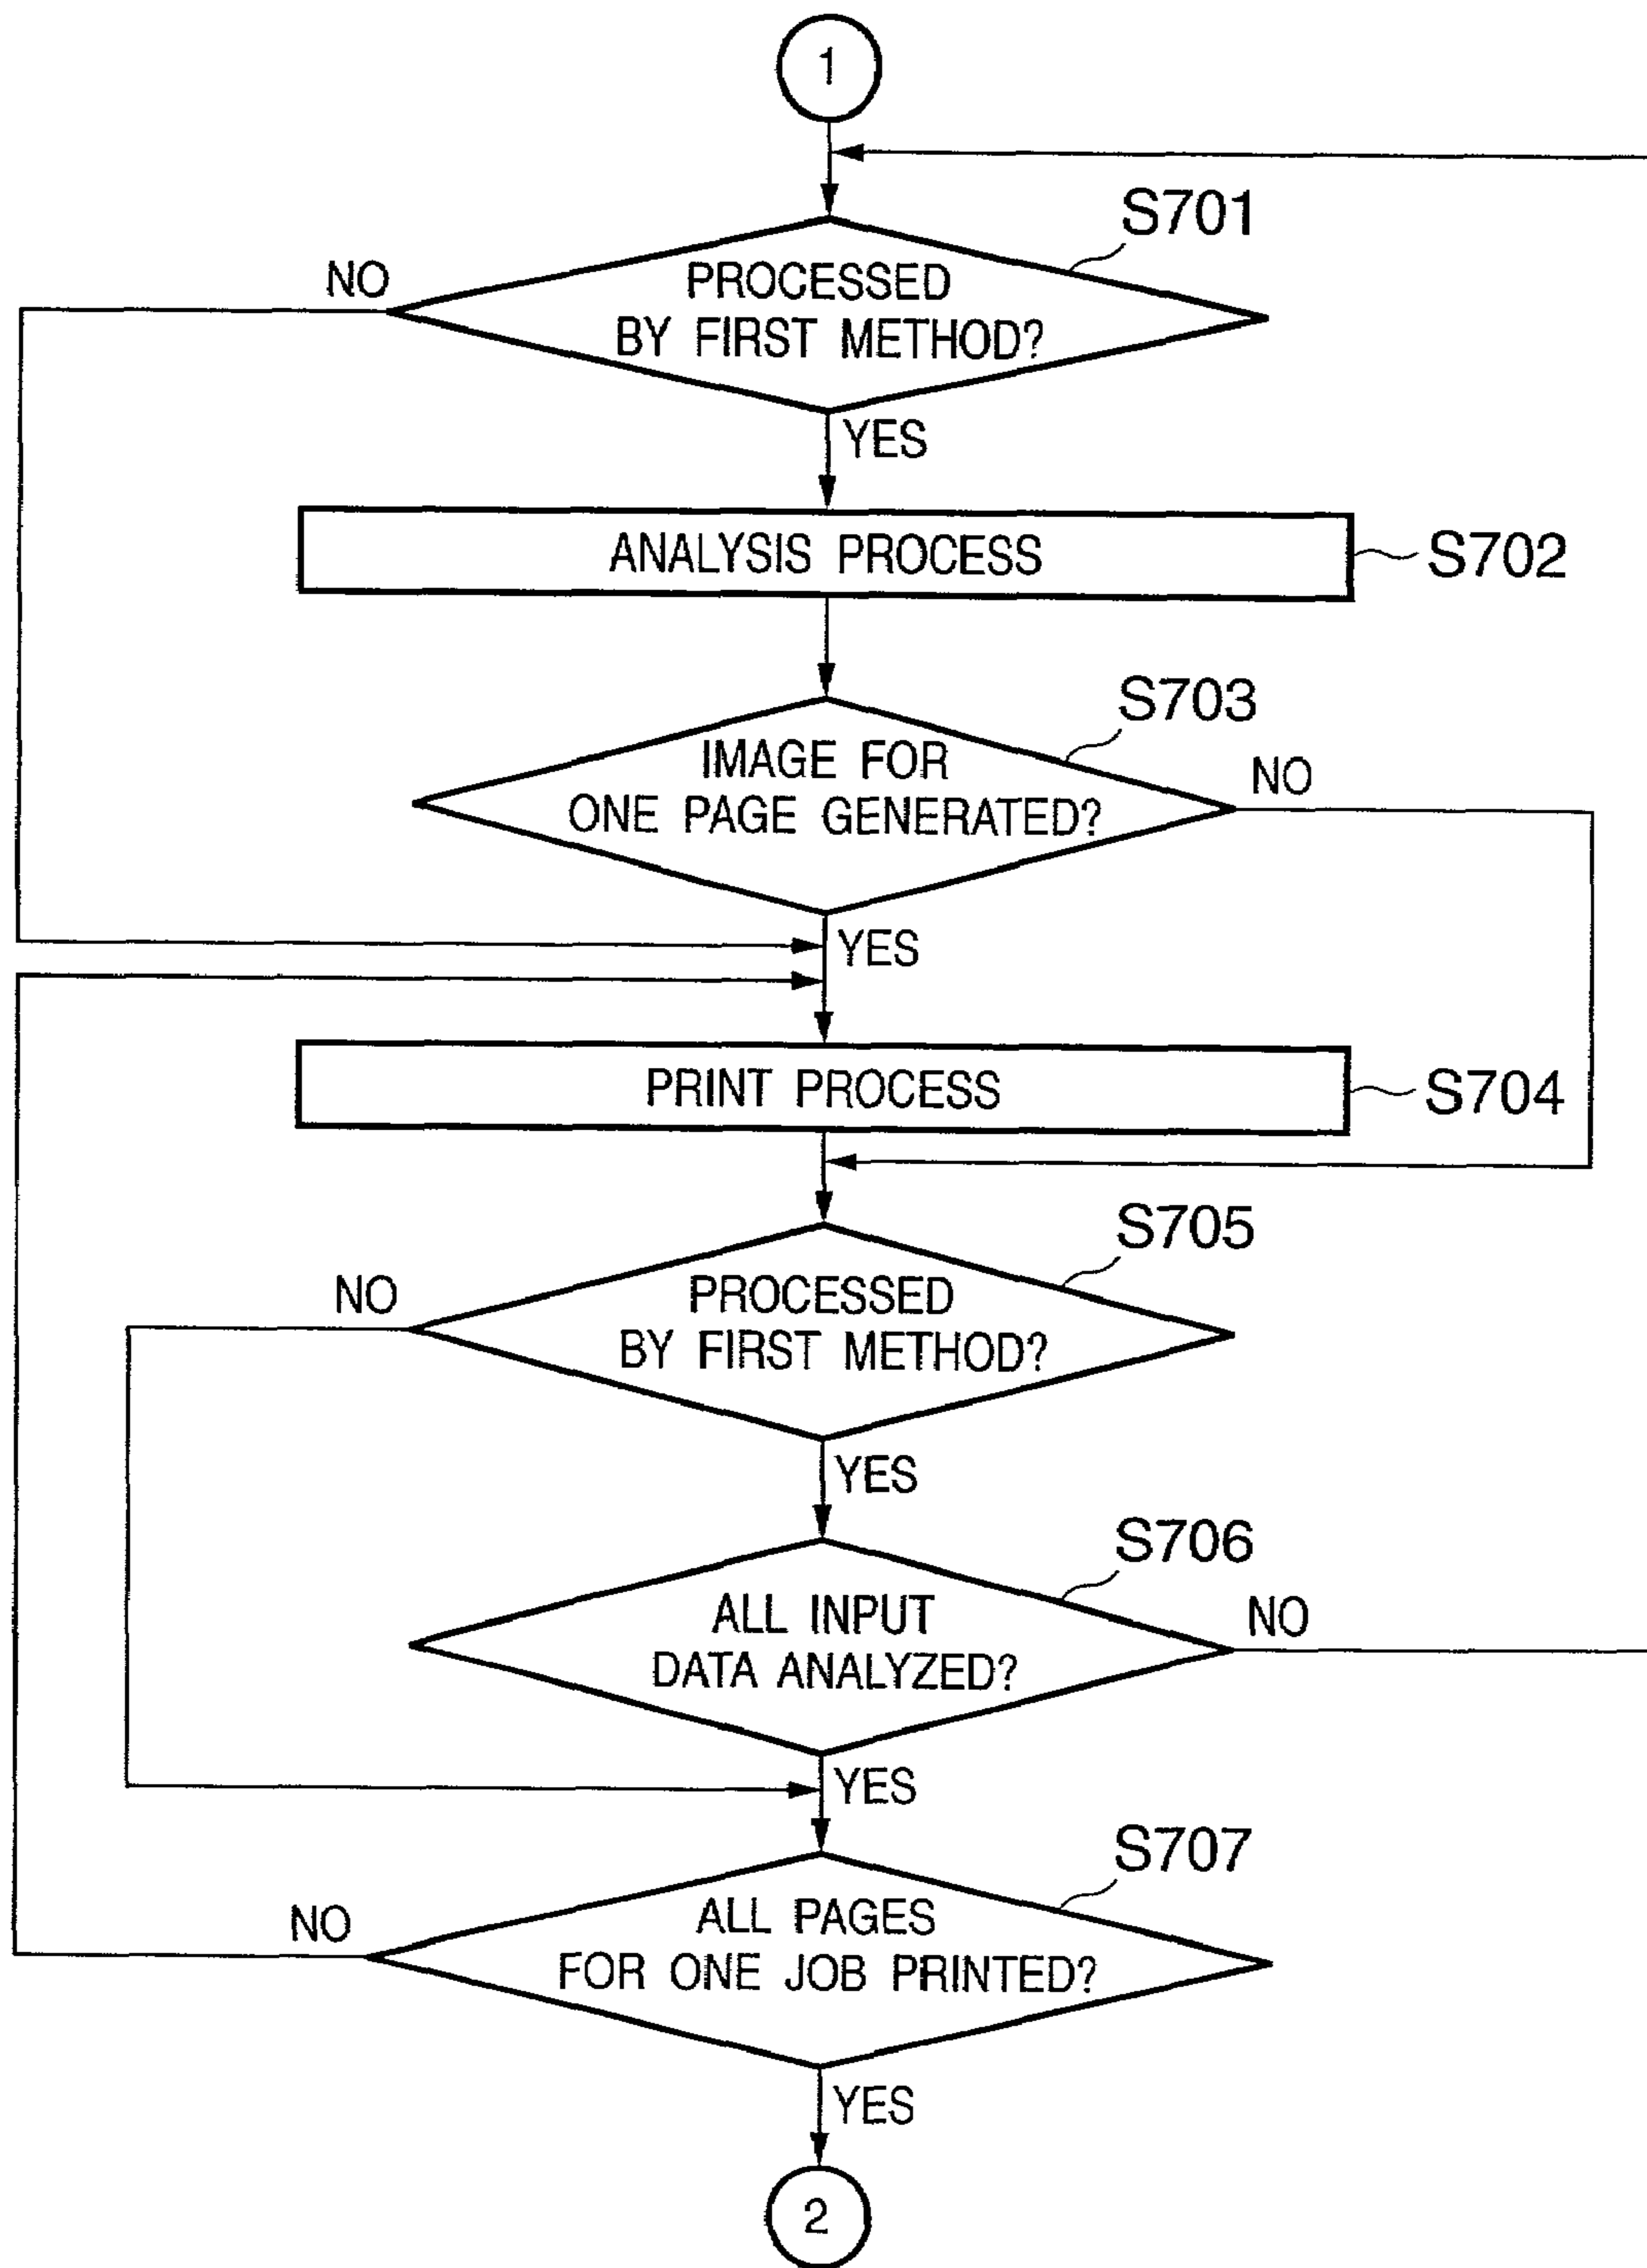 1
S701
NO
PROCESSED
BY FIRST METHOD?
YES
ANALYSIS PROCESS
S702
S703
IMAGE FOR
ONE PAGE GENERATED?
NO
YES
PRINT PROCESS
S704
S705
NO
PROCESSED
BY FIRST METHOD?
YES
S706
ALL INPUT
DATA ANALYZED?
NO
YES
S707
NO
ALL PAGES
FOR ONE JOB PRINTED?
YES
2